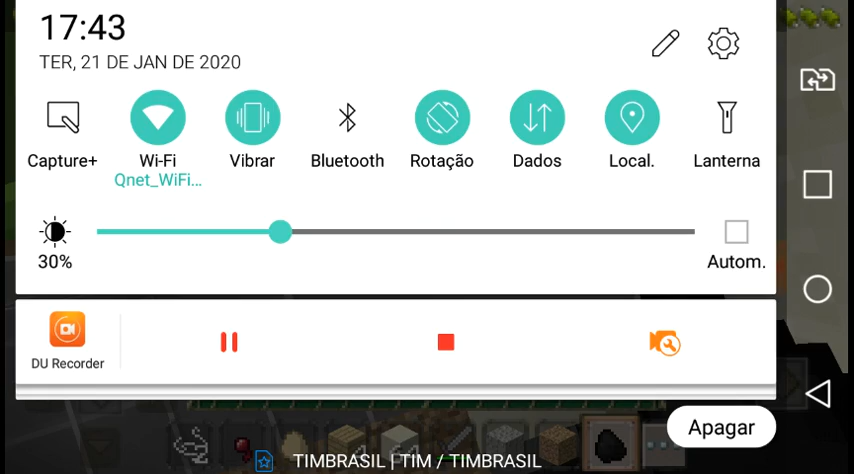 17:43
TER, 21 DE JAN DE 2020
Capture+
Wi-Fi
Qnet_WiFi...
Vibrar
Bluetooth
Rotação
Dados
Local.
Lanterna
30%
Autom.
DU Recorder
Apagar
TIMBRASIL | TIM / TIMBRASIL